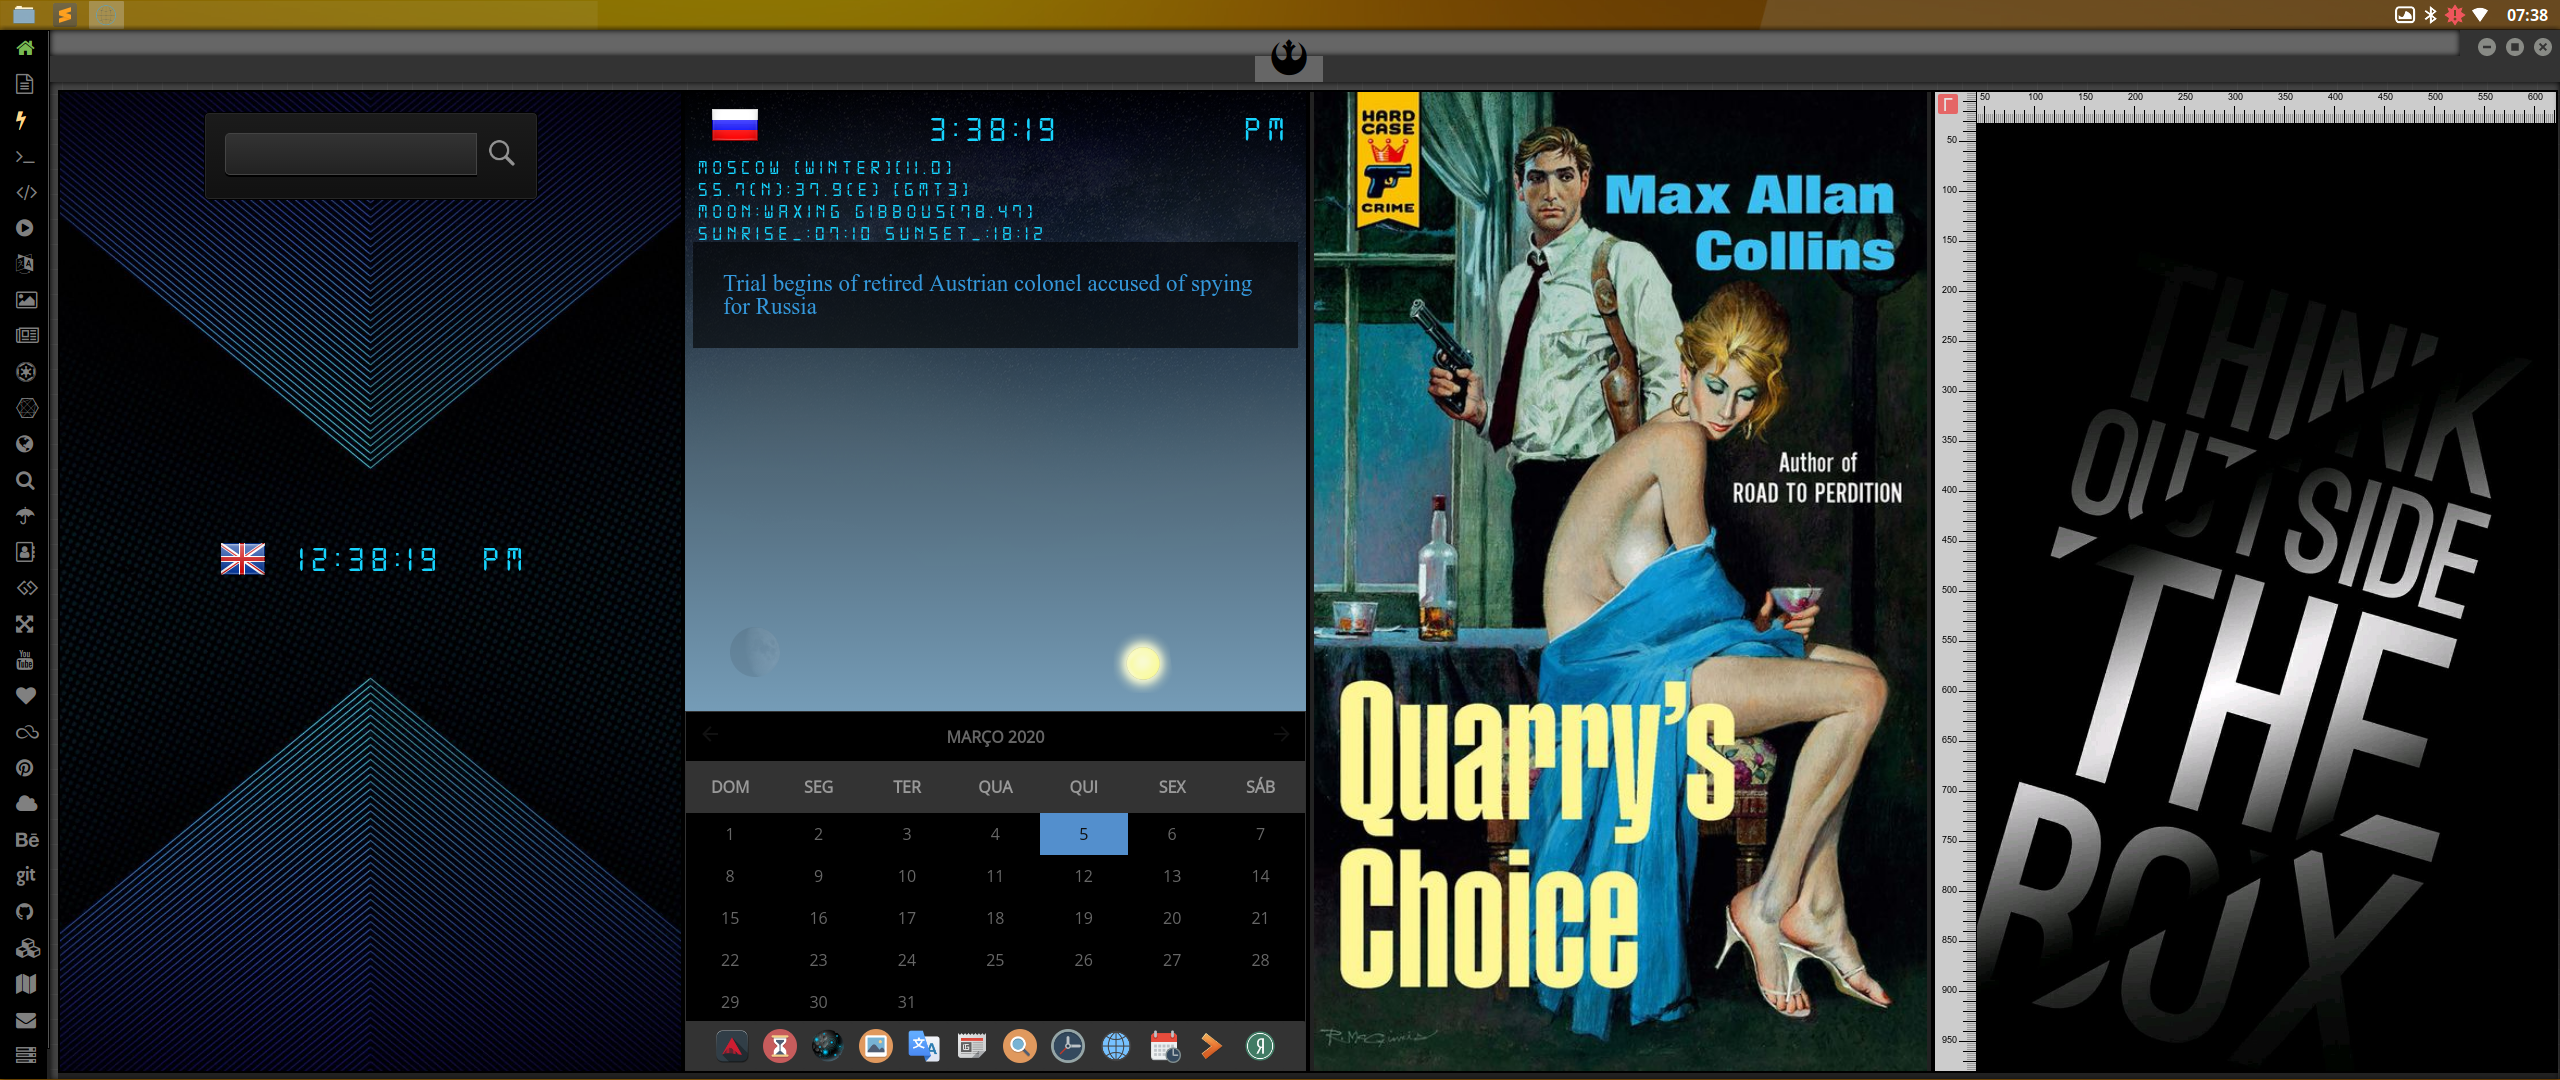 07:38
Bē
git
You
Tube
12:38:19 PM
3:38:19 PM
MOSCOW (WINTER)(11.0)
55.7(N):37.9(E) (GMT3)
MOON:WAXING GIBBOUS(78.47)
SUNRISE_:07:10 SUNSET_:18:12
Trial begins of retired Austrian colonel accused of spying
for Russia
MARÇO 2020
DOM SEG TER QUA QUI SEX SÁB
1 2 3 4 5 6 7
8 9 10 11 12 13 14
15 16 17 18 19 20 21
22 23 24 25 26 27 28
29 30 31
HARD
CASE
CRIME
Max Allan
Collins
Author of
ROAD TO PERDITION
Quarry's
Choice
50 100 150 200 250 300 350 400 450 500 550 600
50
100
150
200
250
300
350
400
450
500
550
600
650
700
750
800
850
900
950
THINK
OUTSIDE
THE
BOX